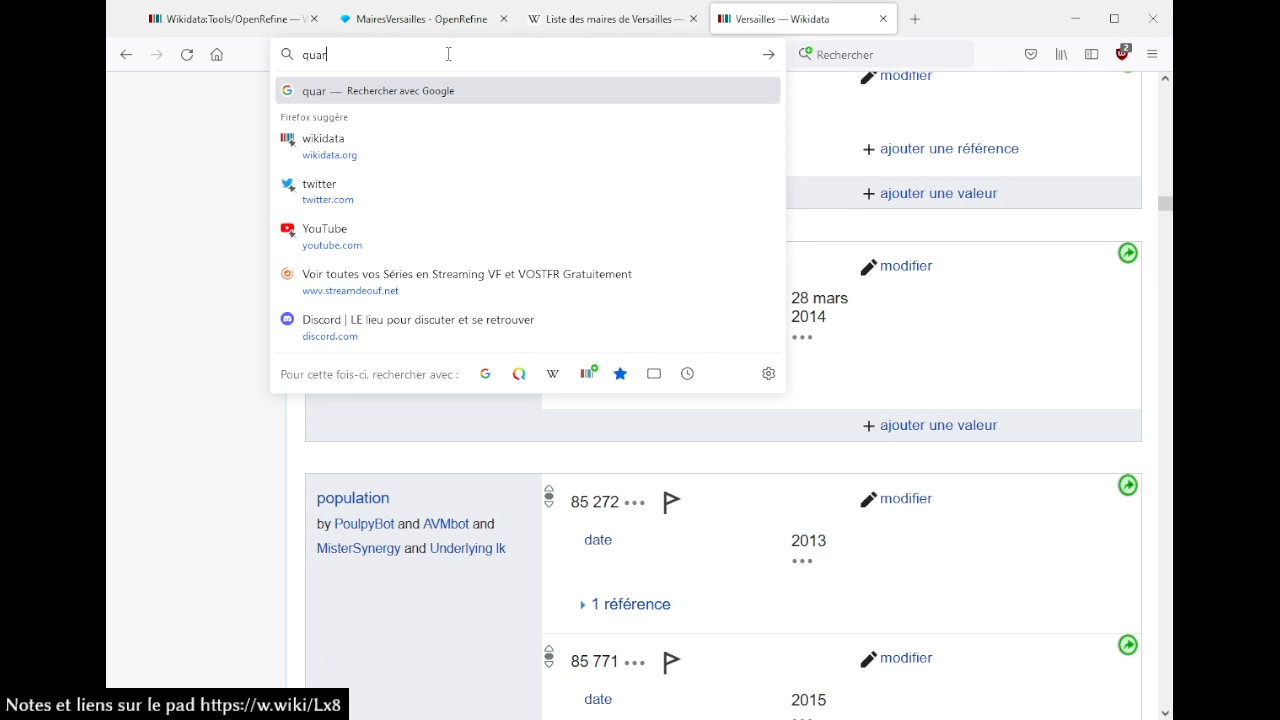 Wikidata:Tools/OpenRefine —
MairesVersailles - OpenRefine
Liste des maires de Versailles —
Versailles — Wikidata
quar
Rechercher
2
quar — Rechercher avec Google
Firefox suggère
wikidata
wikidata.org
twitter
twitter.com
YouTube
youtube.com
Voir toutes vos Séries en Streaming VF et VOSTFR Gratuitement
www.streamdeouf.net
Discord | LE lieu pour discuter et se retrouver
discord.com
Pour cette fois-ci, rechercher avec :
modifier
+ ajouter une référence
+ ajouter une valeur
modifier
28 mars
2014
+ ajouter une valeur
population
by PoulpyBot and AVMbot and
MisterSynergy and Underlying lk
85 272
modifier
date
2013
1 référence
85 771
modifier
date
2015
Notes et liens sur le pad https://w.wiki/Lx8